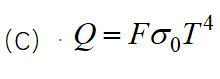 (C) · Q = Fσ₀T⁴